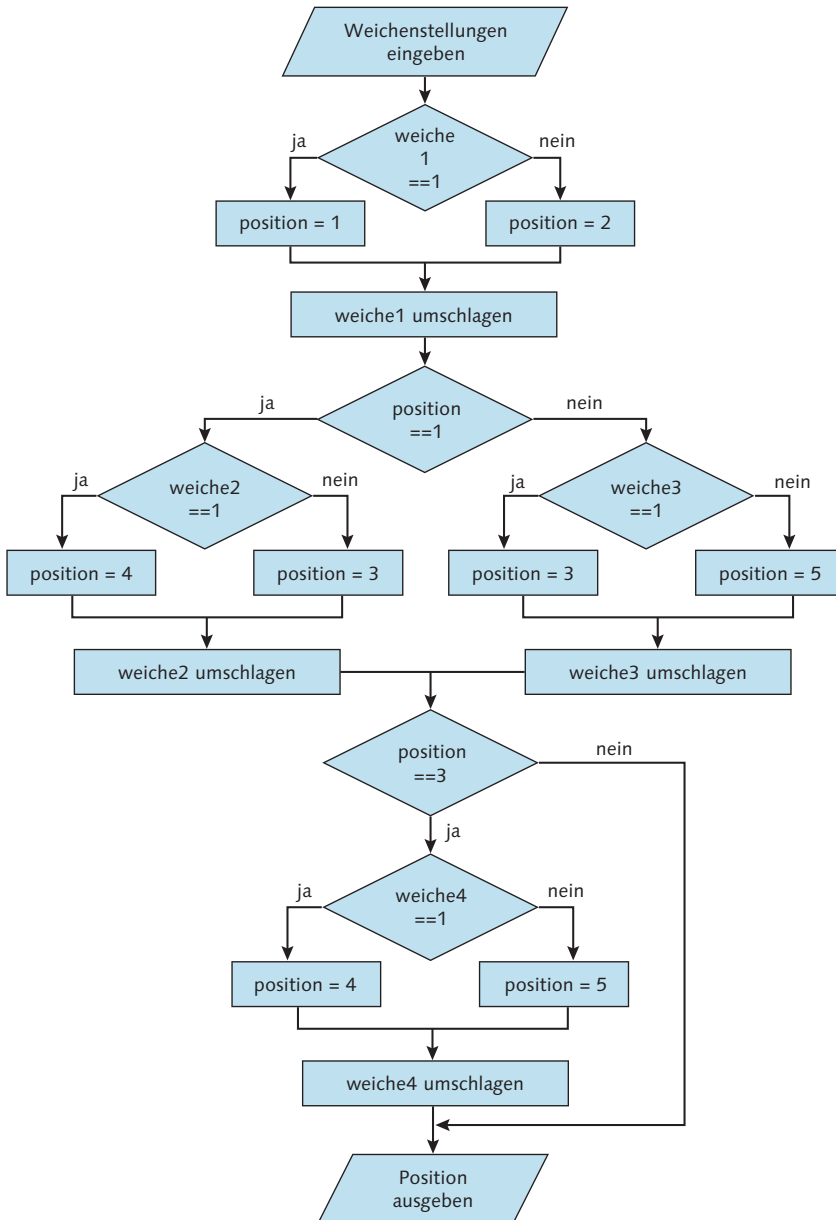 Weichenstellungen
eingeben
weiche
1
==1
ja
nein
position = 1
position = 2
weiche1 umschlagen
position
==1
ja
nein
weiche2
==1
ja
nein
weiche3
==1
ja
nein
position = 4
position = 3
position = 3
position = 5
weiche2 umschlagen
weiche3 umschlagen
position
==3
nein
ja
weiche4
==1
ja
nein
position = 4
position = 5
weiche4 umschlagen
Position
ausgeben